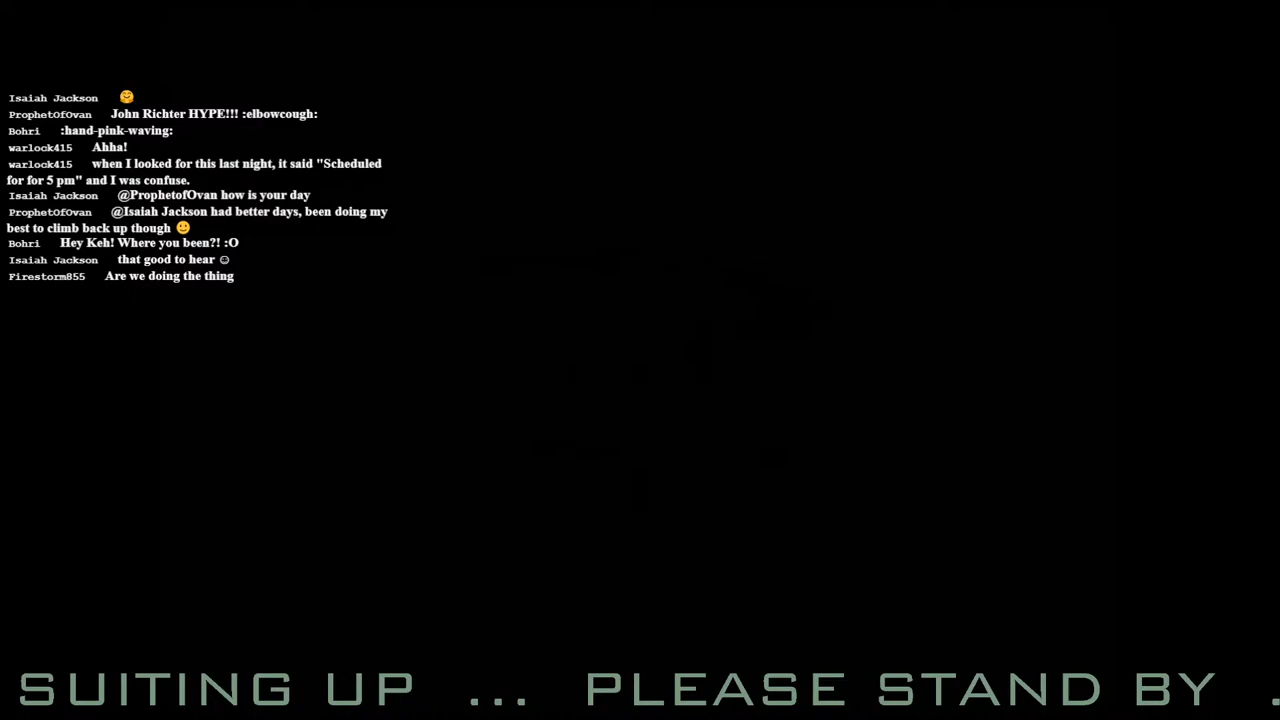 Isaiah Jackson 🤗
ProphetOfOvan John Richter HYPE!!! :elbowcough:
Bohri :hand-pink-waving:
warlock415 Ahha!
warlock415 when I looked for this last night, it said "Scheduled
for for 5 pm" and I was confuse.
Isaiah Jackson @ProphetofOvan how is your day
ProphetOfOvan @Isaiah Jackson had better days, been doing my
best to climb back up though 🙂
Bohri Hey Keh! Where you been?! :O
Isaiah Jackson that good to hear ☺
Firestorm855 Are we doing the thing
SUITING UP ... PLEASE STAND BY .